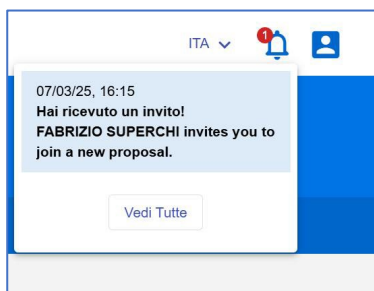 ITA
1
07/03/25, 16:15
Hai ricevuto un invito!
FABRIZIO SUPERCHI invites you to
join a new proposal.
Vedi Tutte